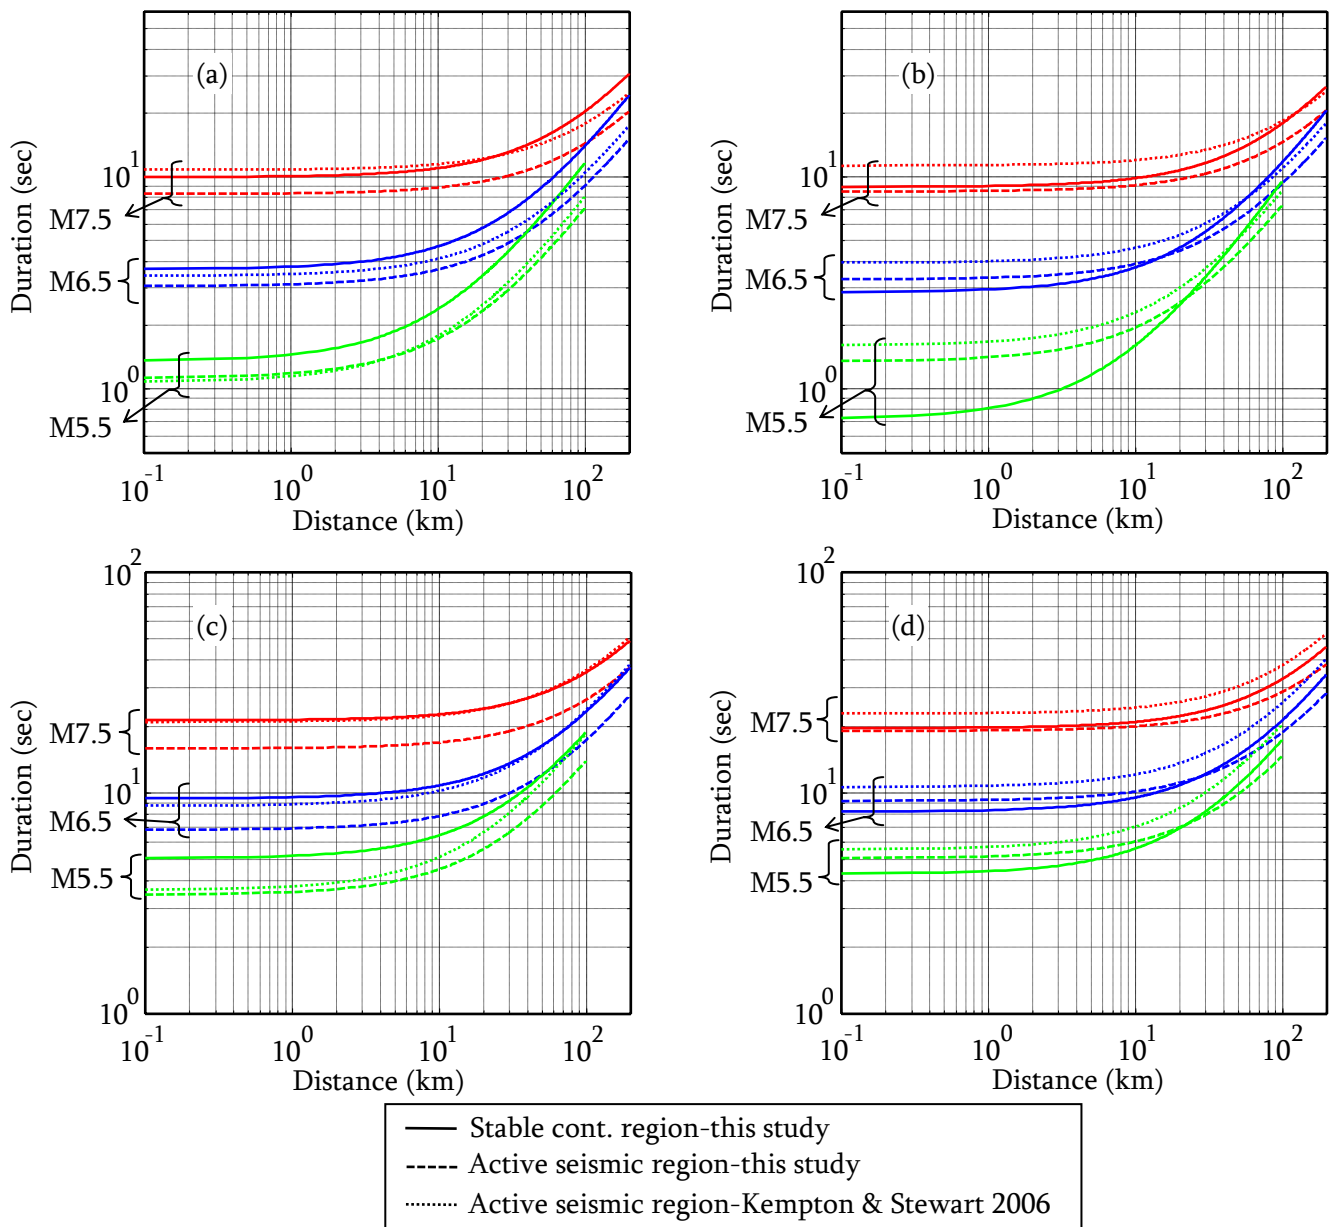 (a)
Duration (sec)
10^1
10^0
M7.5
M6.5
M5.5
10^-1 10^0 10^1 10^2
Distance (km)
(b)
Duration (sec)
10^1
10^0
M7.5
M6.5
M5.5
10^-1 10^0 10^1 10^2
Distance (km)
(c)
Duration (sec)
10^2
10^1
10^0
M7.5
M6.5
M5.5
10^-1 10^0 10^1 10^2
Distance (km)
(d)
Duration (sec)
10^2
10^1
10^0
M7.5
M6.5
M5.5
10^-1 10^0 10^1 10^2
Distance (km)
Stable cont. region-this study
Active seismic region-this study
Active seismic region-Kempton & Stewart 2006